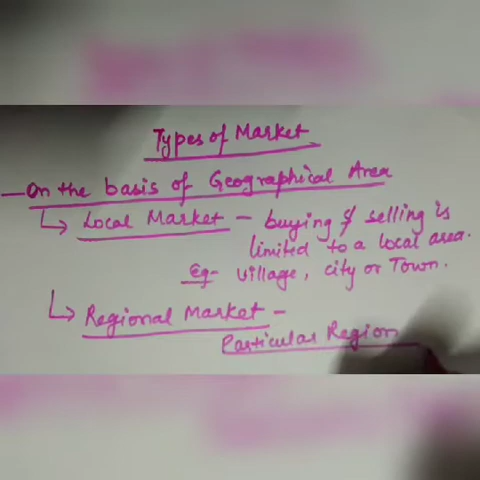 Types of Market
— On the basis of Geographical Area
↳ Local Market – buying & selling is
limited to a local area.
Eg- village, city or Town.
↳ Regional Market –
Particular Region